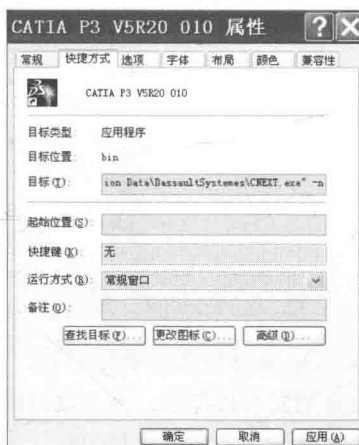 CATIA P3 V5R20 010 属性
常规 快捷方式 选项 字体 布局 颜色 兼容性
CATIA P3 V5R20 010
目标类型: 应用程序
目标位置: bin
目标(T): ion Data\DassaultSystemes\CNEXT.exe" -n
起始位置(S):
快捷键(K): 无
运行方式(R): 常规窗口
备注(O):
查找目标(F)... 更改图标(C)... 高级(D)...
确定 取消 应用(A)